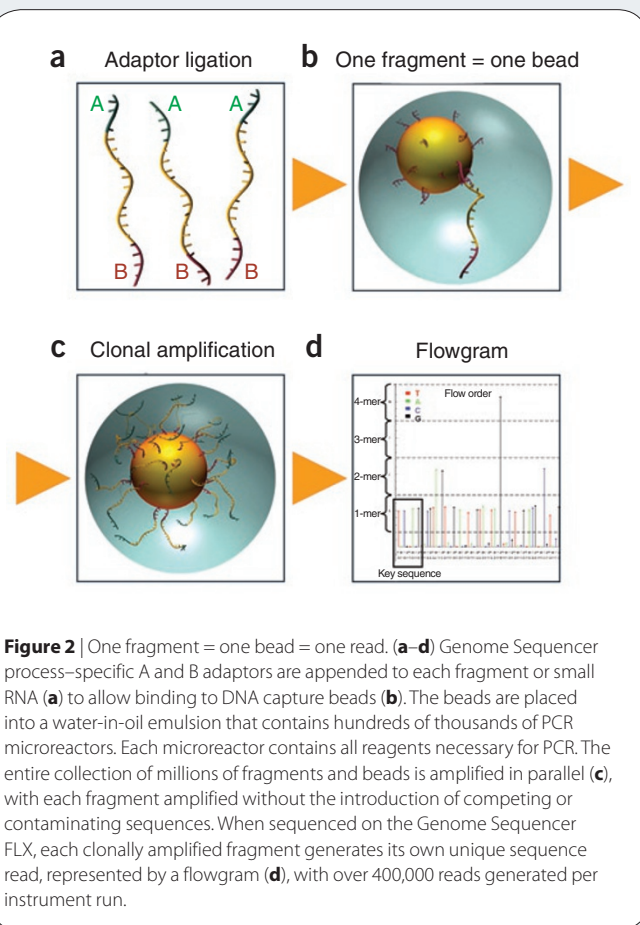 a Adaptor ligation
b One fragment = one bead
A A A
B B B
c Clonal amplification
d Flowgram
T
A
C
G
Flow order
4-mer
3-mer
2-mer
1-mer
Key sequence
Figure 2 | One fragment = one bead = one read. (a–d) Genome Sequencer
process–specific A and B adaptors are appended to each fragment or small
RNA (a) to allow binding to DNA capture beads (b). The beads are placed
into a water-in-oil emulsion that contains hundreds of thousands of PCR
microreactors. Each microreactor contains all reagents necessary for PCR. The
entire collection of millions of fragments and beads is amplified in parallel (c),
with each fragment amplified without the introduction of competing or
contaminating sequences. When sequenced on the Genome Sequencer
FLX, each clonally amplified fragment generates its own unique sequence
read, represented by a flowgram (d), with over 400,000 reads generated per
instrument run.